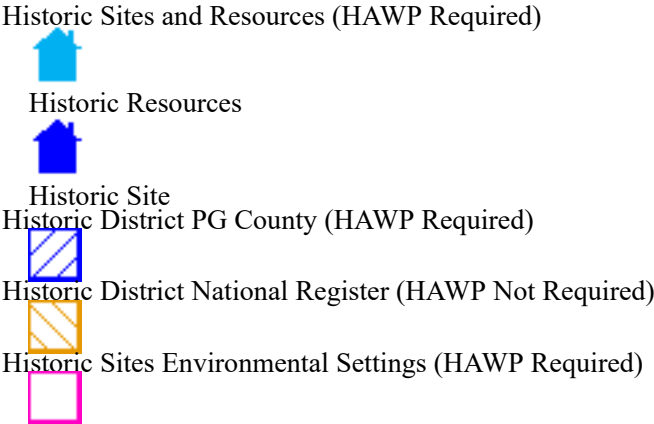 Historic Sites and Resources (HAWP Required)
Historic Resources
Historic Site
Historic District PG County (HAWP Required)
Historic District National Register (HAWP Not Required)
Historic Sites Environmental Settings (HAWP Required)